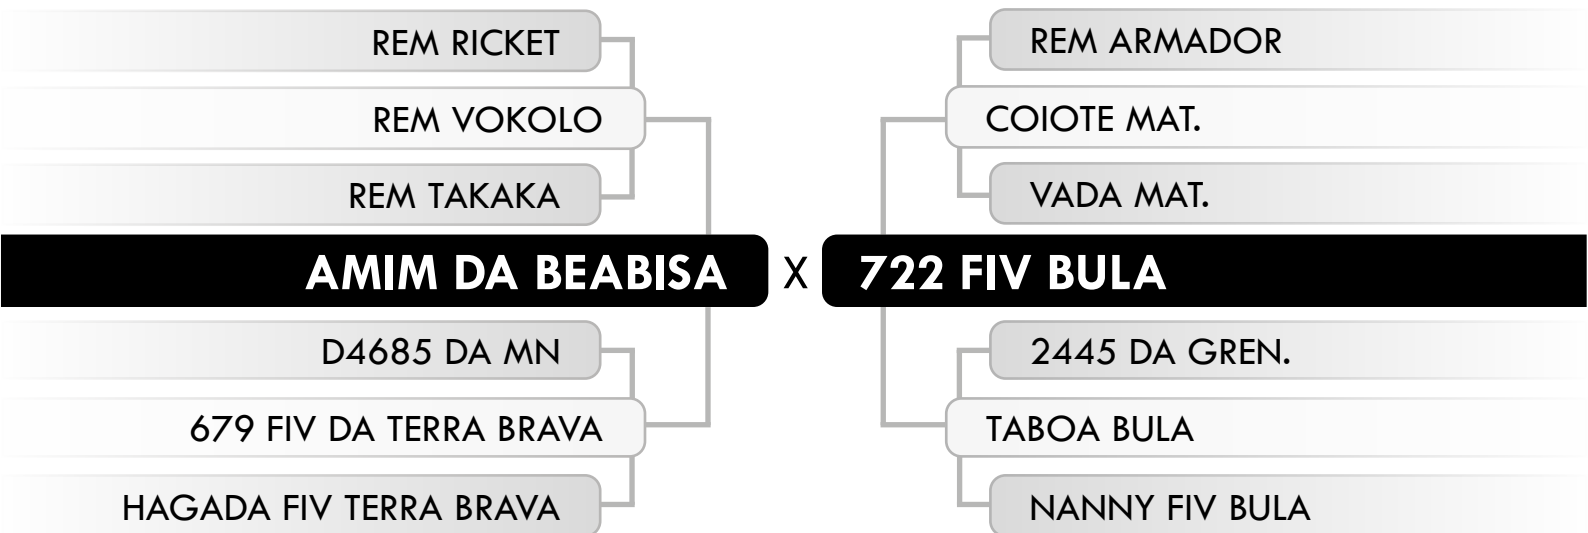 REM RICKET
REM ARMADOR
REM VOKOLO
COIOTE MAT.
REM TAKAKA
VADA MAT.
AMIM DA BEABISA X 722 FIV BULA
D4685 DA MN
2445 DA GREN.
679 FIV DA TERRA BRAVA
TABOA BULA
HAGADA FIV TERRA BRAVA
NANNY FIV BULA